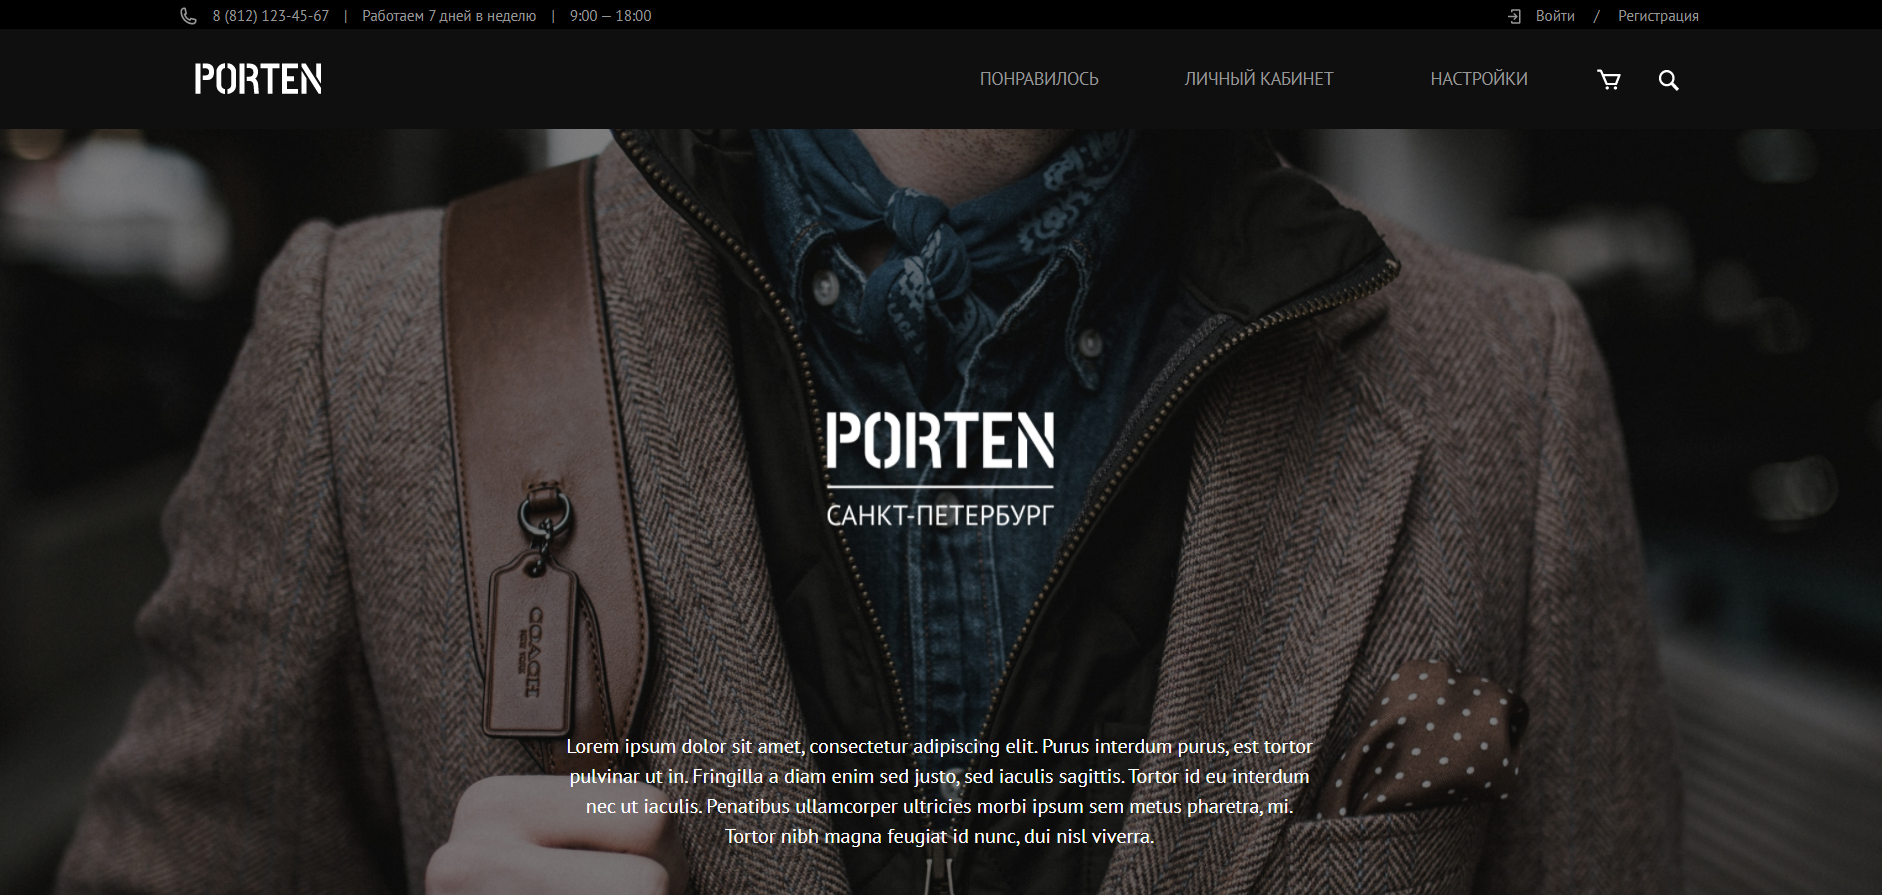 8 (812) 123-45-67 | Работаем 7 дней в неделю | 9:00 — 18:00 Войти / Регистрация
PORTEN ПОНРАВИЛОСЬ ЛИЧНЫЙ КАБИНЕТ НАСТРОЙКИ
PORTEN
САНКТ-ПЕТЕРБУРГ
COACH
Lorem ipsum dolor sit amet, consectetur adipiscing elit. Purus interdum purus, est tortor
pulvinar ut in. Fringilla a diam enim sed justo, sed iaculis sagittis. Tortor id eu interdum
nec ut iaculis. Penatibus ullamcorper ultricies morbi ipsum sem metus pharetra, mi.
Tortor nibh magna feugiat id nunc, dui nisl viverra.